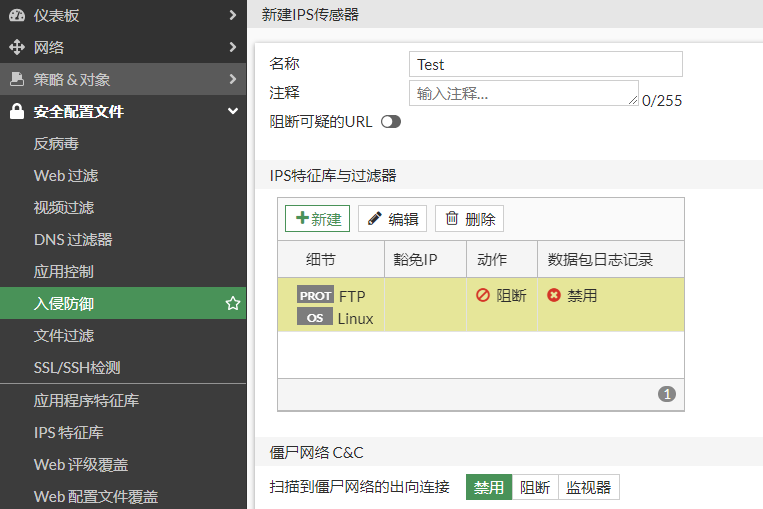 仪表板
网络
策略 & 对象
安全配置文件
反病毒
Web 过滤
视频过滤
DNS 过滤器
应用控制
入侵防御
文件过滤
SSL/SSH检测
应用程序特征库
IPS 特征库
Web 评级覆盖
Web 配置文件覆盖
新建IPS传感器
名称 Test
注释 输入注释... 0/255
阻断可疑的URL
IPS特征库与过滤器
新建 编辑 删除
细节 豁免IP 动作 数据包日志记录
PROT FTP 阻断 禁用
OS Linux
1
僵尸网络 C&C
扫描到僵尸网络的出向连接 禁用 阻断 监视器